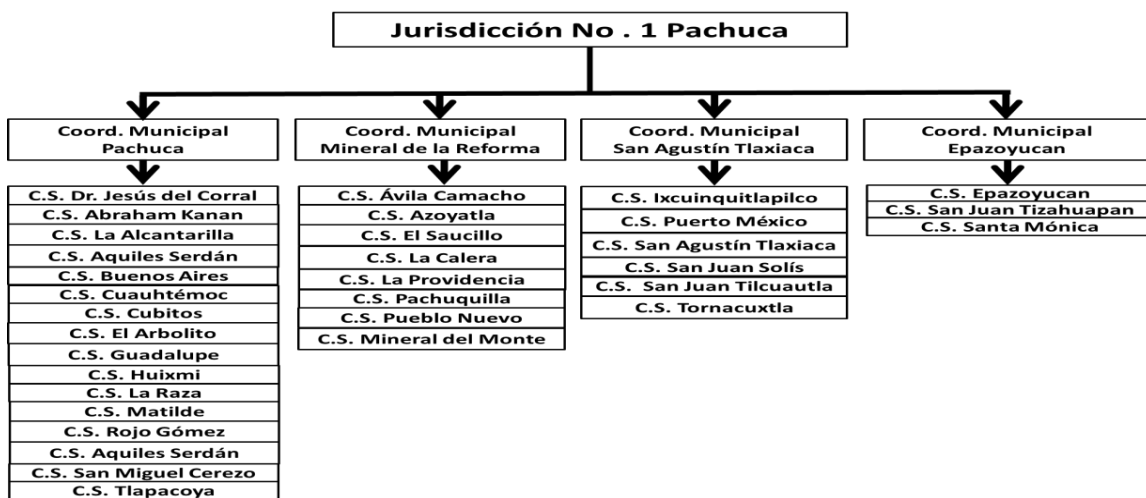 Jurisdicción No . 1 Pachuca
Coord. Municipal
Pachuca
C.S. Dr. Jesús del Corral
C.S. Abraham Kanan
C.S. La Alcantarilla
C.S. Aquiles Serdán
C.S. Buenos Aires
C.S. Cuauhtémoc
C.S. Cubitos
C.S. El Arbolito
C.S. Guadalupe
C.S. Huixmi
C.S. La Raza
C.S. Matilde
C.S. Rojo Gómez
C.S. Aquiles Serdán
C.S. San Miguel Cerezo
C.S. Tlapacoya
Coord. Municipal
Mineral de la Reforma
C.S. Ávila Camacho
C.S. Azoyatla
C.S. El Saucillo
C.S. La Calera
C.S. La Providencia
C.S. Pachuquilla
C.S. Pueblo Nuevo
C.S. Mineral del Monte
Coord. Municipal
San Agustín Tlaxiaca
C.S. Ixcuinquitlapilco
C.S. Puerto México
C.S. San Agustín Tlaxiaca
C.S. San Juan Solís
C.S. San Juan Tilcuautla
C.S. Tornacuxtla
Coord. Municipal
Epazoyucan
C.S. Epazoyucan
C.S. San Juan Tizahuapan
C.S. Santa Mónica